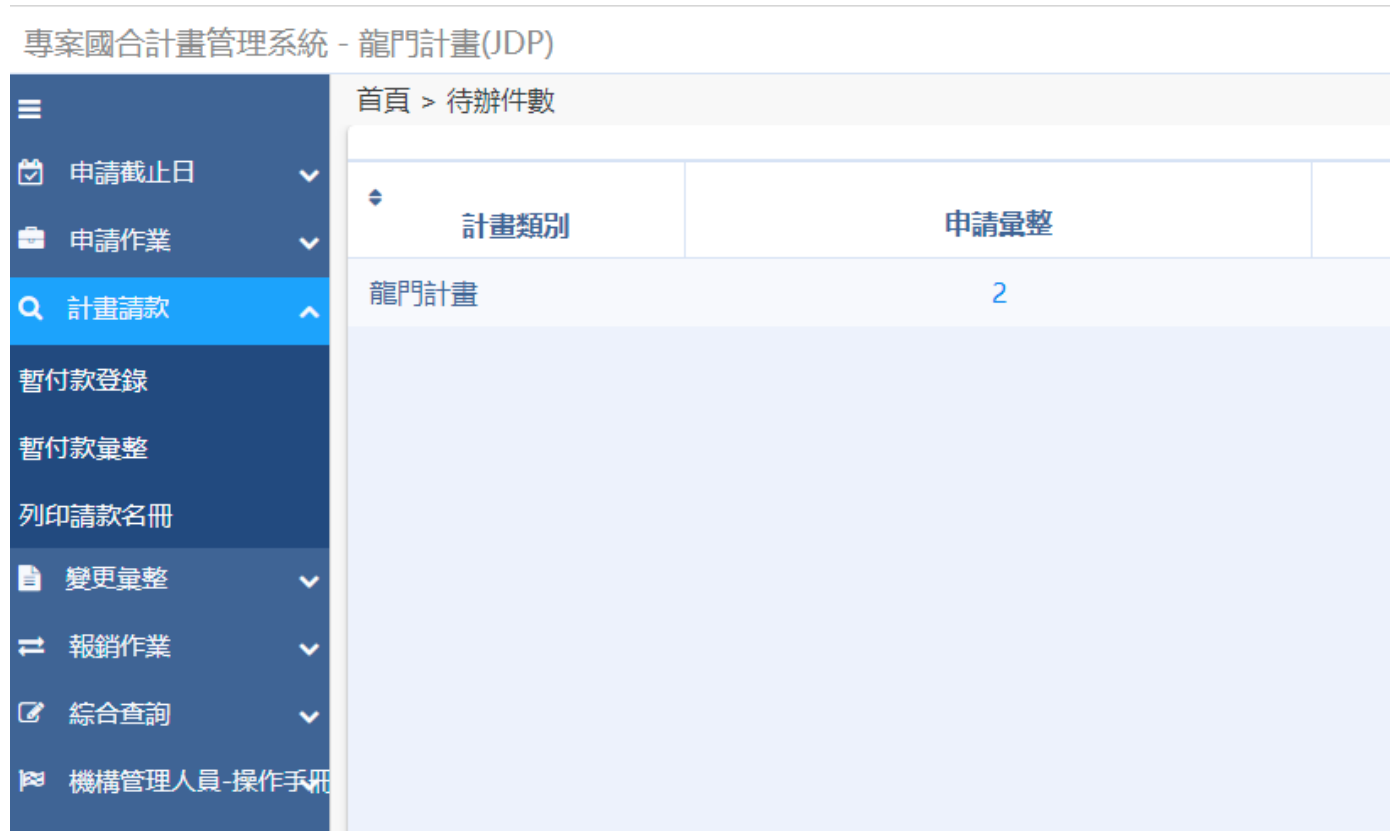 專案國合計畫管理系統 - 龍門計畫(JDP)
首頁 > 待辦件數
申請截止日
申請作業
計畫請款
暫付款登錄
暫付款彙整
列印請款名冊
變更彙整
報銷作業
綜合查詢
機構管理人員-操作手冊
計畫類別
申請彙整
龍門計畫
2